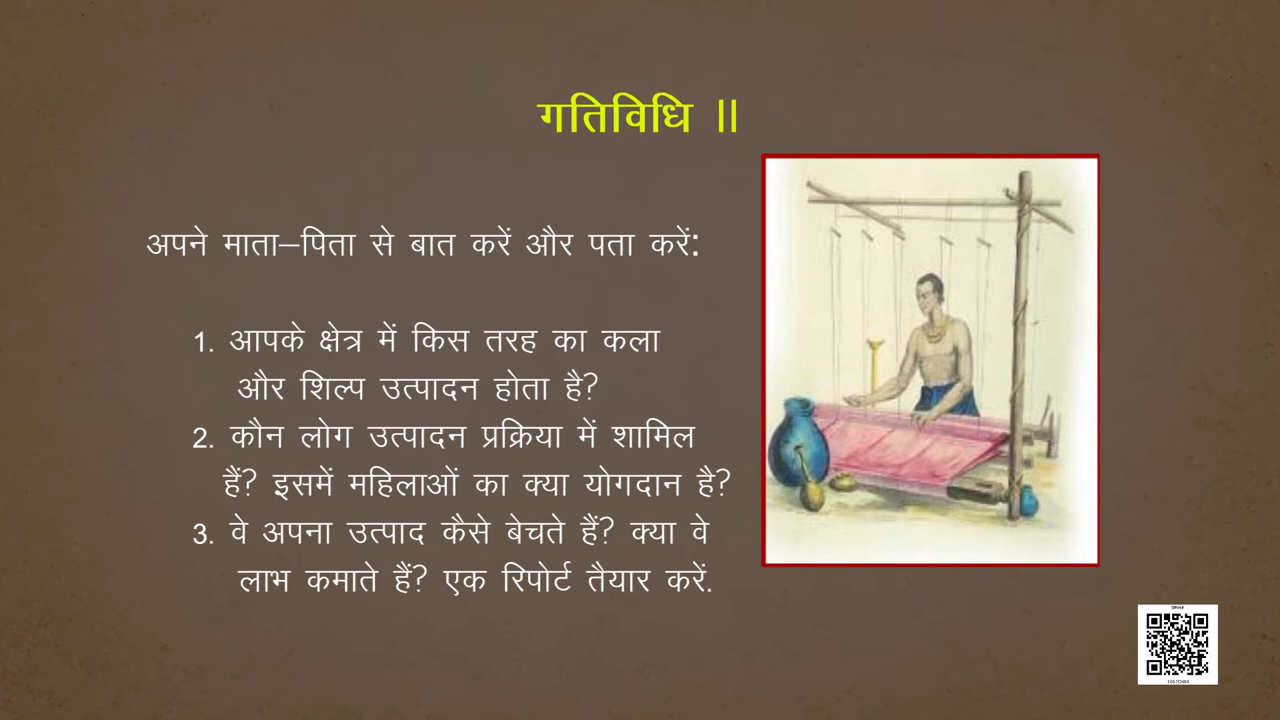 गतिविधि ॥
अपने माता–पिता से बात करें और पता करें:
1. आपके क्षेत्र में किस तरह का कला
और शिल्प उत्पादन होता है?
2. कौन लोग उत्पादन प्रक्रिया में शामिल
हैं? इसमें महिलाओं का क्या योगदान है?
3. वे अपना उत्पाद कैसे बेचते हैं? क्या वे
लाभ कमाते हैं? एक रिपोर्ट तैयार करें.